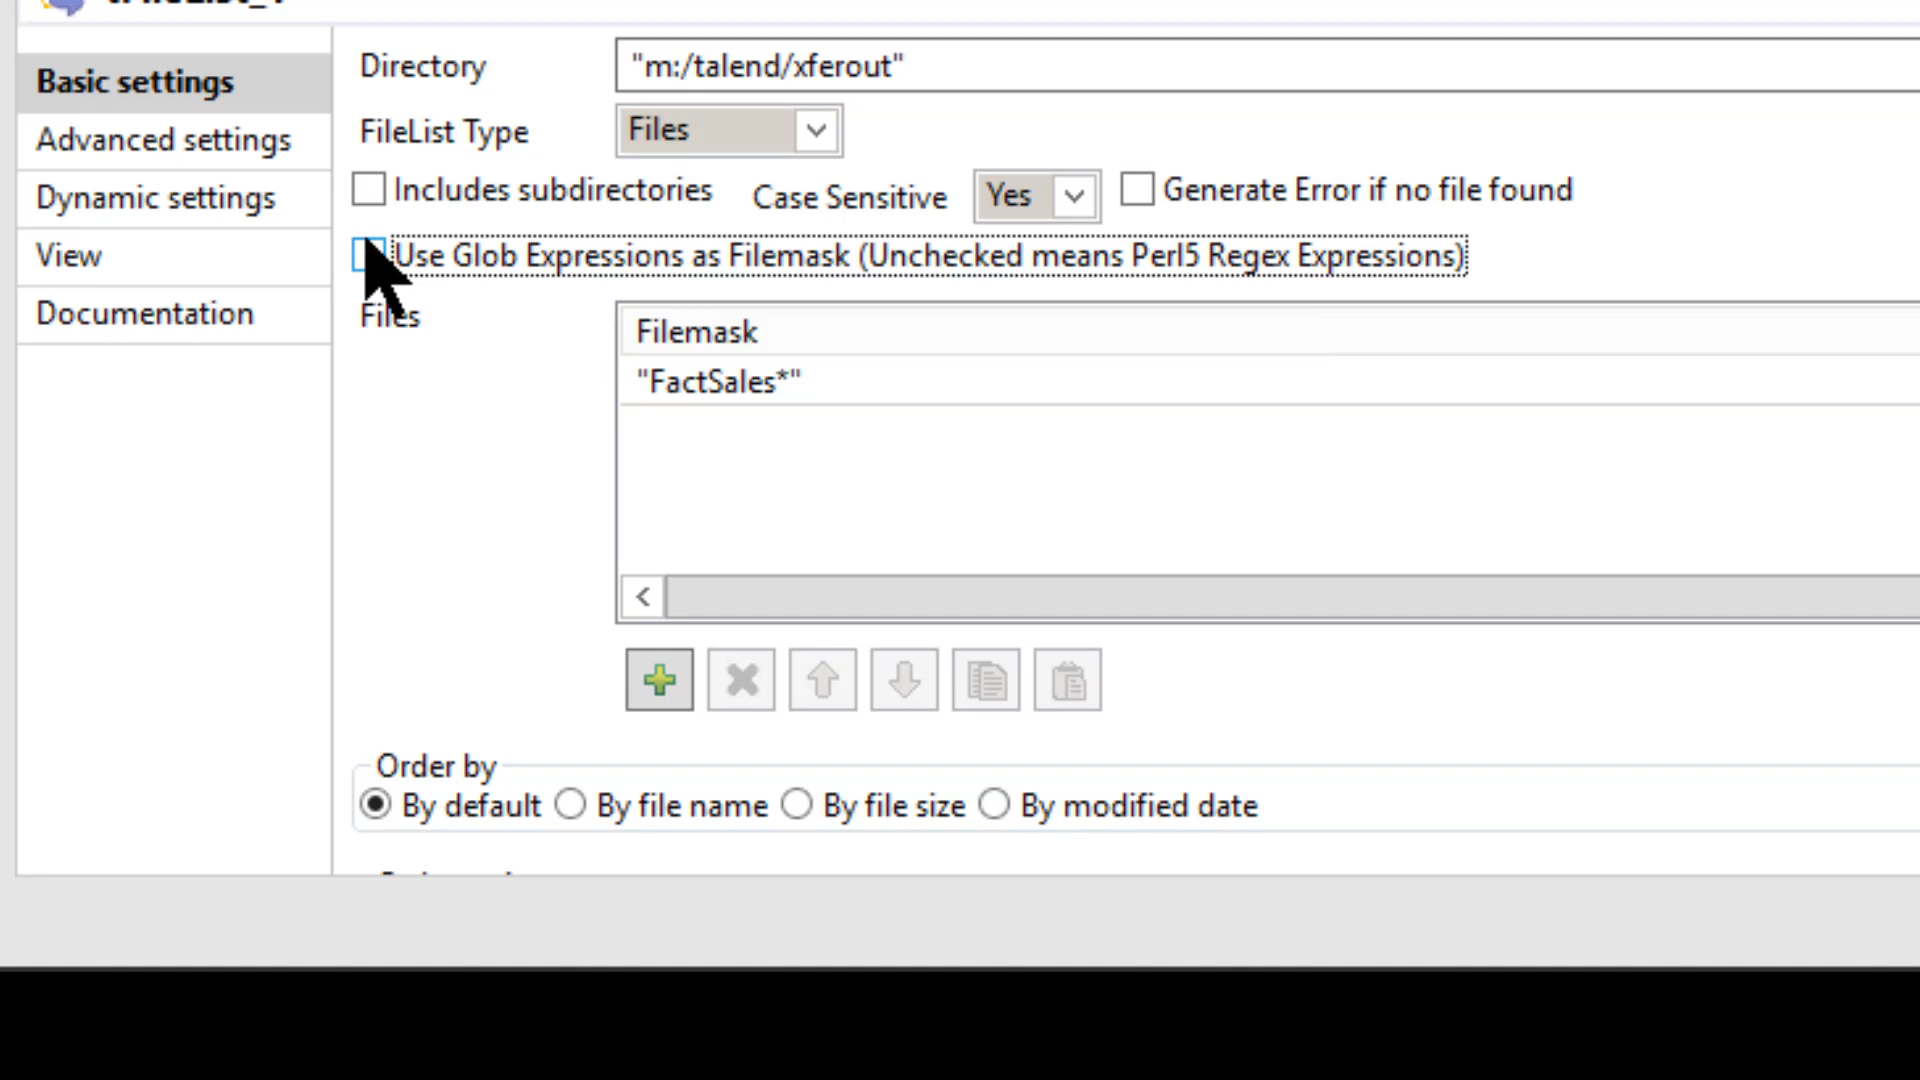 Basic settings
Advanced settings
Dynamic settings
View
Documentation
Directory "m:/talend/xferout"
FileList Type Files
Includes subdirectories Case Sensitive Yes Generate Error if no file found
Use Glob Expressions as Filemask (Unchecked means Perl5 Regex Expressions)
Files
Filemask
"FactSales*"
Order by
By default By file name By file size By modified date